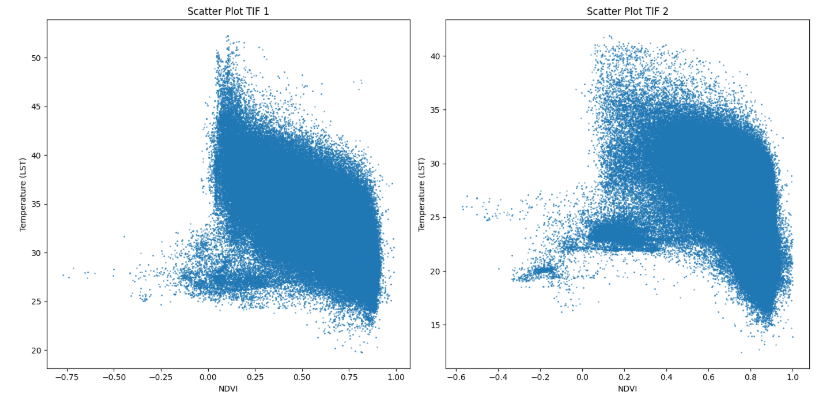 Scatter Plot TIF 1
Temperature (LST)
50
45
40
35
30
25
20
−0.75 −0.50 −0.25 0.00 0.25 0.50 0.75 1.00
NDVI
Scatter Plot TIF 2
Temperature (LST)
40
35
30
25
20
15
−0.6 −0.4 −0.2 0.0 0.2 0.4 0.6 0.8 1.0
NDVI